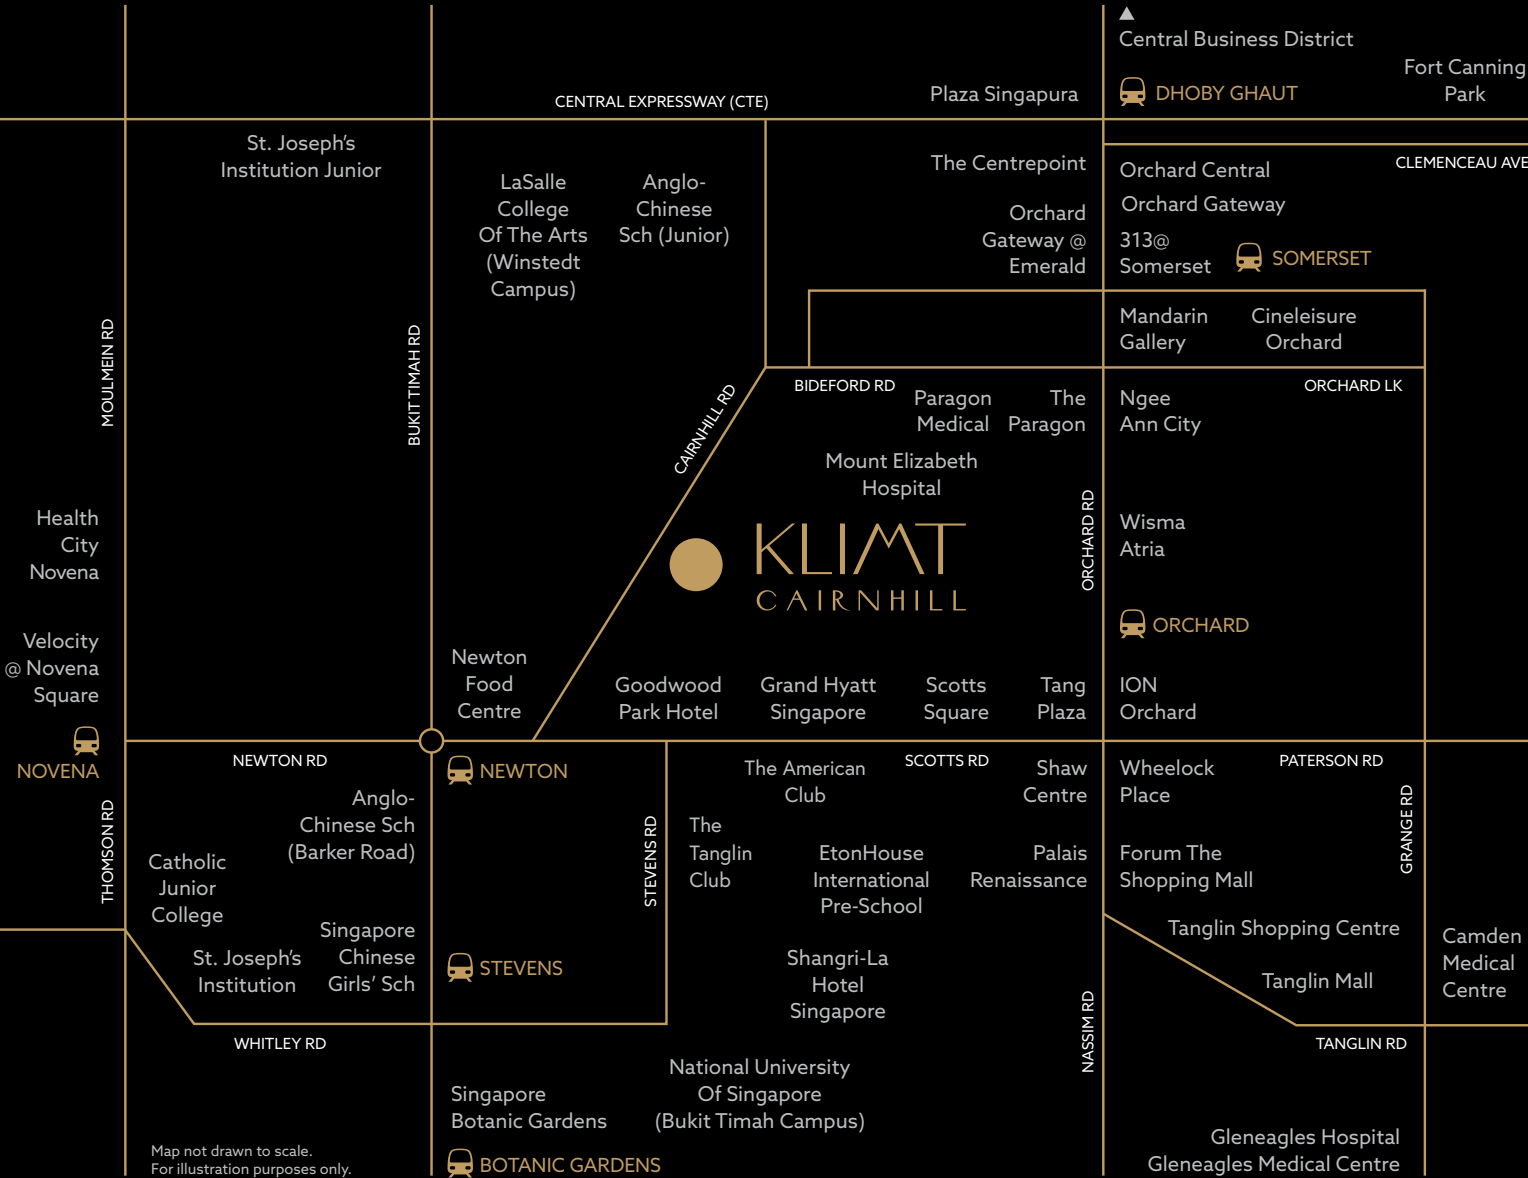 Central Business District
Fort Canning
Park
Plaza Singapura
DHOBY GHAUT
CENTRAL EXPRESSWAY (CTE)
St. Joseph's
Institution Junior
LaSalle
College
Of The Arts
(Winstedt
Campus)
Anglo-
Chinese
Sch (Junior)
The Centrepoint
Orchard
Gateway @
Emerald
CLEMENCEAU AVE
Orchard Central
Orchard Gateway
313@
Somerset
SOMERSET
MOULMEIN RD
BUKIT TIMAH RD
CAIRNHILL RD
Mandarin
Gallery
Cineleisure
Orchard
BIDEFORD RD
ORCHARD LK
Paragon
Medical
The
Paragon
Ngee
Ann City
Mount Elizabeth
Hospital
ORCHARD RD
Wisma
Atria
KLIMT
CAIRNHILL
Health
City
Novena
Velocity
@ Novena
Square
NOVENA
ORCHARD
Newton
Food
Centre
Goodwood
Park Hotel
Grand Hyatt
Singapore
Scotts
Square
Tang
Plaza
ION
Orchard
NEWTON RD
NEWTON
SCOTTS RD
PATERSON RD
THOMSON RD
Anglo-
Chinese Sch
(Barker Road)
Catholic
Junior
College
STEVENS RD
The American
Club
Shaw
Centre
Wheelock
Place
The
Tanglin
Club
EtonHouse
International
Pre-School
Palais
Renaissance
Forum The
Shopping Mall
GRANGE RD
Singapore
Chinese
Girls' Sch
St. Joseph's
Institution
STEVENS
Shangri-La
Hotel
Singapore
Tanglin Shopping Centre
Tanglin Mall
Camden
Medical
Centre
WHITLEY RD
NASSIM RD
TANGLIN RD
Singapore
Botanic Gardens
National University
Of Singapore
(Bukit Timah Campus)
BOTANIC GARDENS
Gleneagles Hospital
Gleneagles Medical Centre
Map not drawn to scale.
For illustration purposes only.